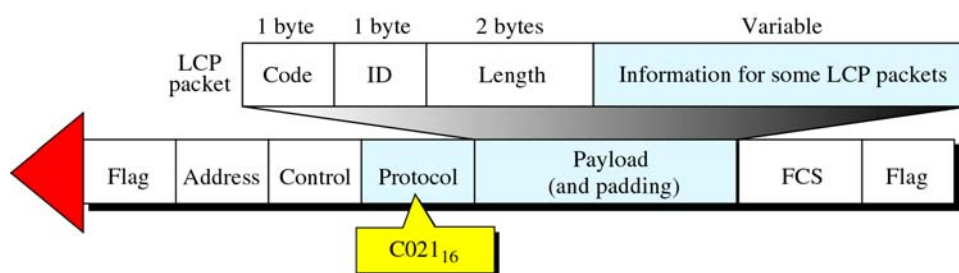 1 byte 1 byte 2 bytes Variable
LCP packet Code ID Length Information for some LCP packets
Flag Address Control Protocol Payload (and padding) FCS Flag
C021₁₆